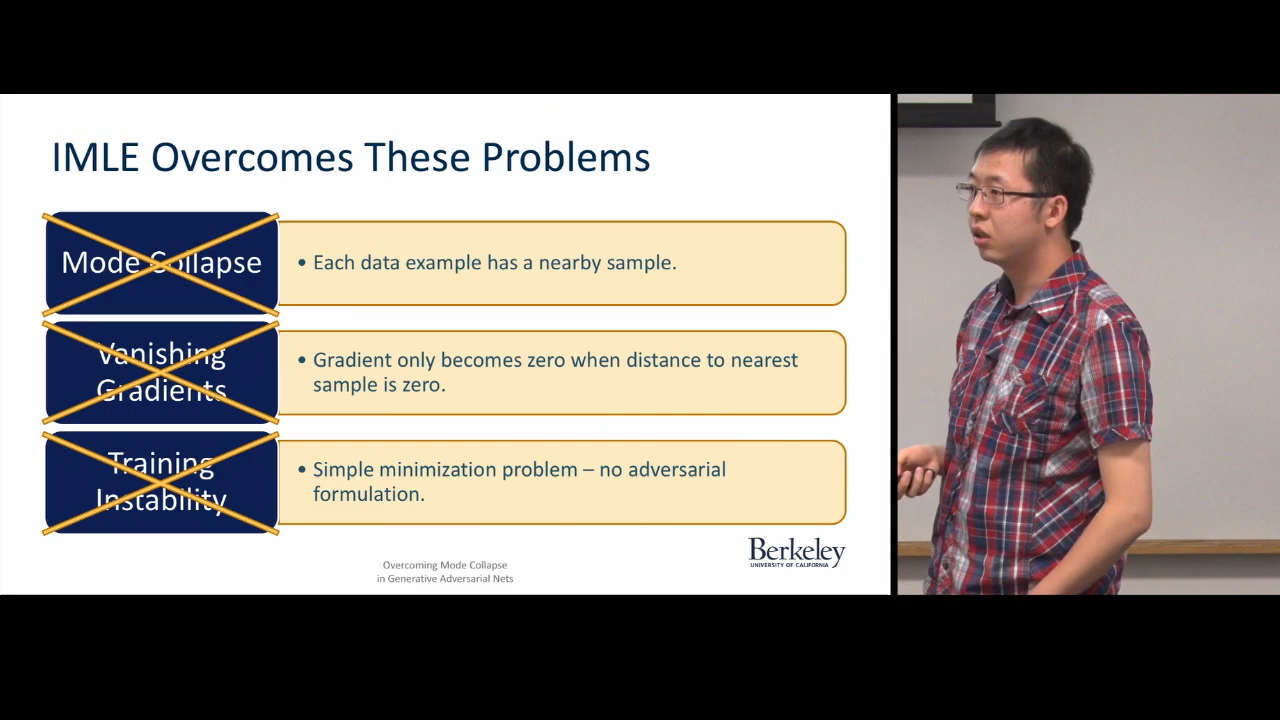 IMLE Overcomes These Problems
Mode Collapse
• Each data example has a nearby sample.
Vanishing
Gradients
• Gradient only becomes zero when distance to nearest
sample is zero.
Training
Instability
• Simple minimization problem – no adversarial
formulation.
Overcoming Mode Collapse
in Generative Adversarial Nets
Berkeley
UNIVERSITY OF CALIFORNIA